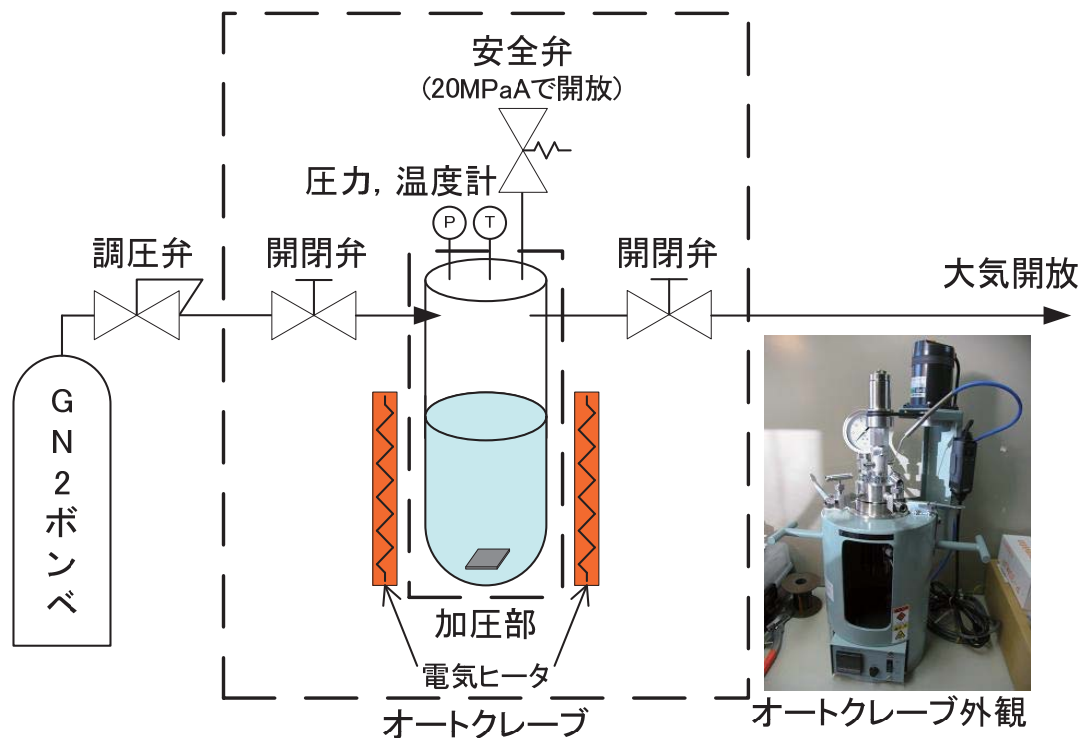 安全弁
(20MPaAで開放)
圧力, 温度計
P
T
調圧弁
開閉弁
開閉弁
大気開放
GN2ボンベ
加圧部
電気ヒータ
オートクレーブ
オートクレーブ外観